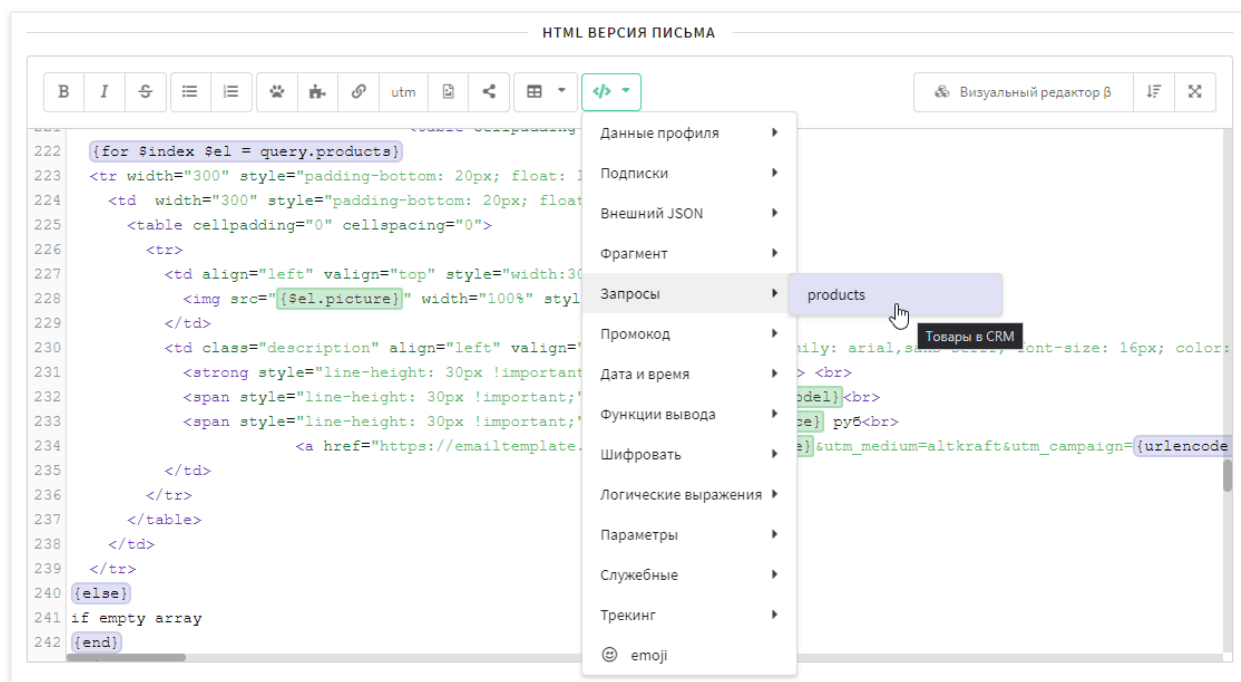 HTML ВЕРСИЯ ПИСЬМА
B I S utm </> Визуальный редактор β
222 {for $index $el = query.products}
223 <tr width="300" style="padding-bottom: 20px; float:
224 <td  width="300" style="padding-bottom: 20px; float
225 <table cellpadding="0" cellspacing="0">
226 <tr>
227 <td align="left" valign="top" style="width:30
228 <img src="{$el.picture}" width="100%" styl
229 </td>
230 <td class="description" align="left" valign=" mily: arial, font-size: 16px; color:
231 <strong style="line-height: 30px !important > <br>
232 <span style="line-height: 30px !important;" odel}<br>
233 <span style="line-height: 30px !important;" ce} руб<br>
234 <a href="https://emailtemplate. e}&utm_medium=altkraft&utm_campaign={urlencode
235 </td>
236 </tr>
237 </table>
238 </td>
239 </tr>
240 {else}
241 if empty array
242 {end}
Данные профиля
Подписки
Внешний JSON
Фрагмент
Запросы
products
Товары в CRM
Промокод
Дата и время
Функции вывода
Шифровать
Логические выражения
Параметры
Служебные
Трекинг
emoji